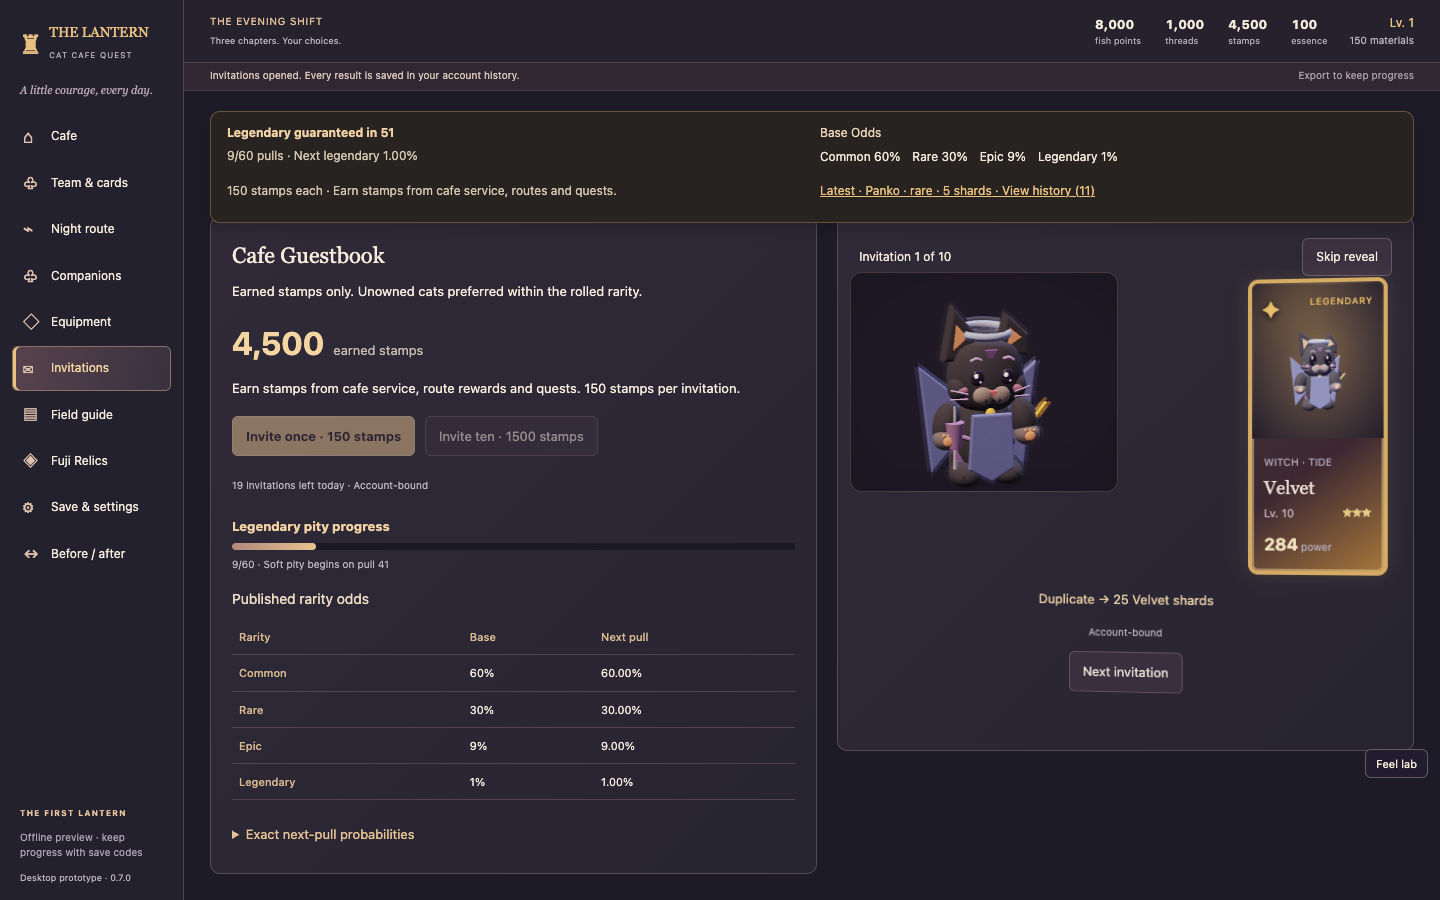 THE LANTERN
CAT CAFE QUEST
A little courage, every day.
Cafe
Team & cards
Night route
Companions
Equipment
Invitations
Field guide
Fuji Relics
Save & settings
Before / after
THE FIRST LANTERN
Offline preview · keep
progress with save codes
Desktop prototype · 0.7.0
THE EVENING SHIFT
Three chapters. Your choices.
8,000
fish points
1,000
threads
4,500
stamps
100
essence
Lv. 1
150 materials
Invitations opened. Every result is saved in your account history.
Export to keep progress
Legendary guaranteed in 51
9/60 pulls · Next legendary 1.00%
150 stamps each · Earn stamps from cafe service, routes and quests.
Base Odds
Common 60% Rare 30% Epic 9% Legendary 1%
Latest · Panko · rare · 5 shards · View history (11)
Cafe Guestbook
Earned stamps only. Unowned cats preferred within the rolled rarity.
4,500 earned stamps
Earn stamps from cafe service, route rewards and quests. 150 stamps per invitation.
Invite once · 150 stamps
Invite ten · 1500 stamps
19 invitations left today · Account-bound
Legendary pity progress
9/60 · Soft pity begins on pull 41
Published rarity odds
Rarity Base Next pull
Common 60% 60.00%
Rare 30% 30.00%
Epic 9% 9.00%
Legendary 1% 1.00%
Exact next-pull probabilities
Invitation 1 of 10
Skip reveal
LEGENDARY
WITCH · TIDE
Velvet
Lv. 10
284 power
Duplicate → 25 Velvet shards
Account-bound
Next invitation
Feel lab